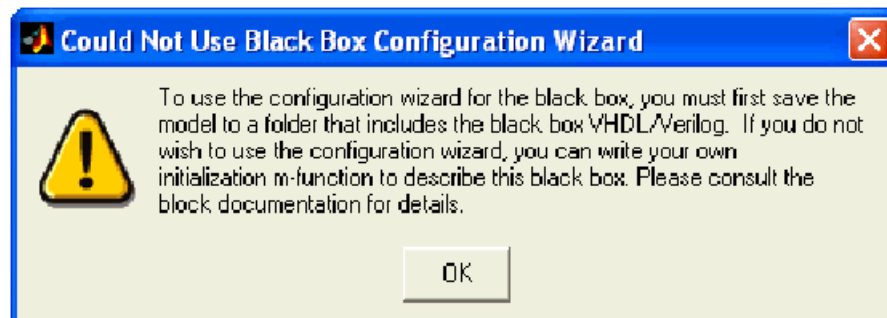 Could Not Use Black Box Configuration Wizard
To use the configuration wizard for the black box, you must first save the
model to a folder that includes the black box VHDL/Verilog. If you do not
wish to use the configuration wizard, you can write your own
initialization m-function to describe this black box. Please consult the
block documentation for details.
OK